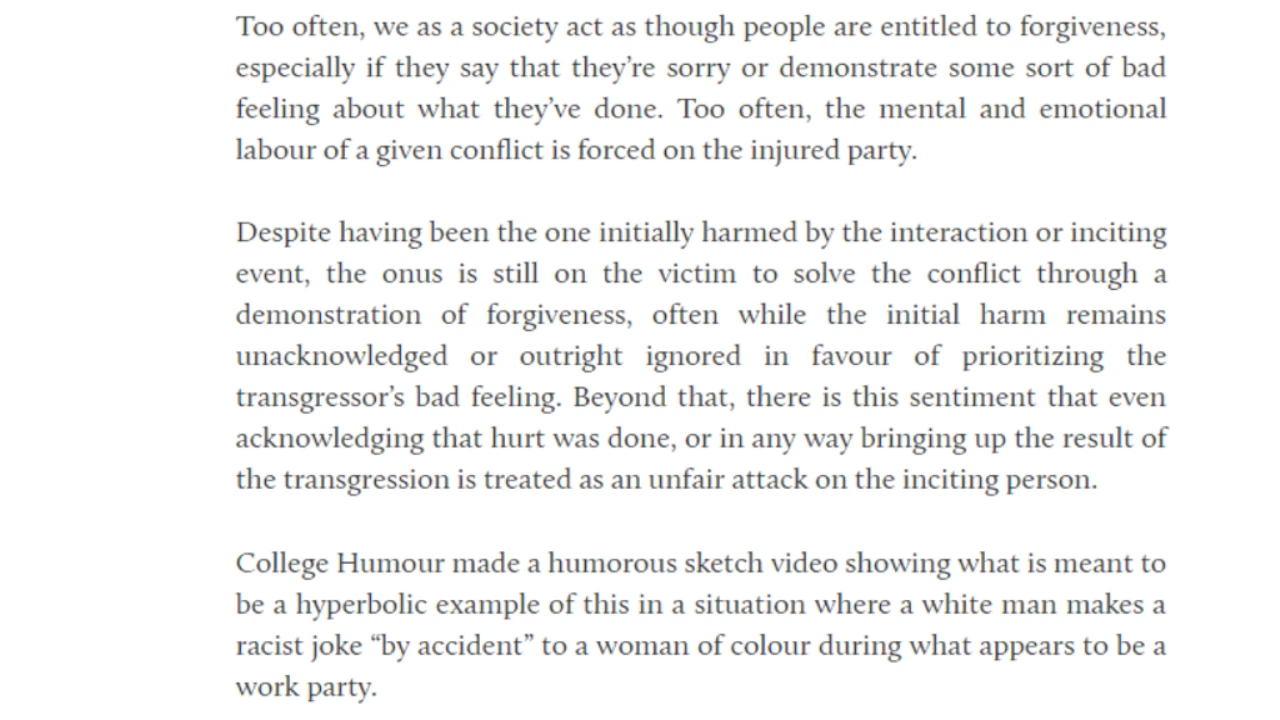 Too often, we as a society act as though people are entitled to forgiveness,
especially if they say that they’re sorry or demonstrate some sort of bad
feeling about what they’ve done. Too often, the mental and emotional
labour of a given conflict is forced on the injured party.
Despite having been the one initially harmed by the interaction or inciting
event, the onus is still on the victim to solve the conflict through a
demonstration of forgiveness, often while the initial harm remains
unacknowledged or outright ignored in favour of prioritizing the
transgressor’s bad feeling. Beyond that, there is this sentiment that even
acknowledging that hurt was done, or in any way bringing up the result of
the transgression is treated as an unfair attack on the inciting person.
College Humour made a humorous sketch video showing what is meant to
be a hyperbolic example of this in a situation where a white man makes a
racist joke “by accident” to a woman of colour during what appears to be a
work party.